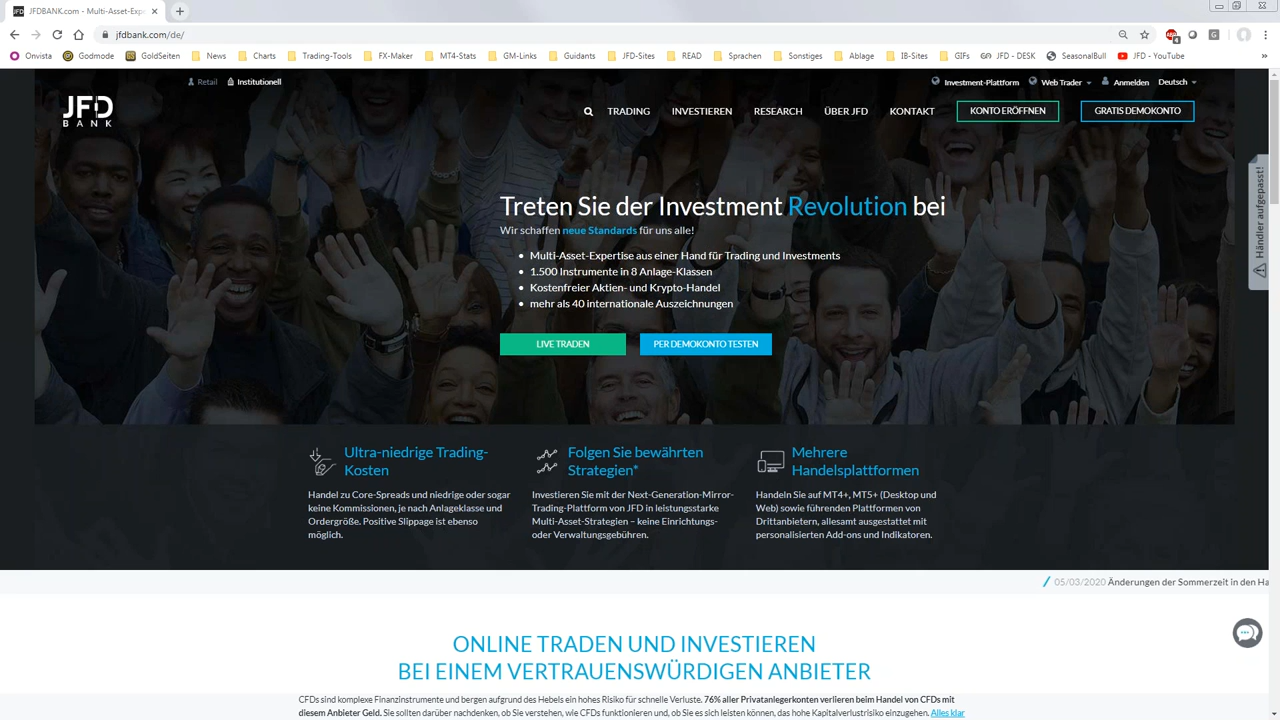 JFD JFDBANK.com - Multi-Asset-Exp
jfdbank.com/de/
Onvista Godmode GoldSeiten News Charts Trading-Tools FX-Maker MT4-Stats GM-Links Guidants JFD-Sites READ Sprachen Sonstiges Ablage IB-Sites GIFs JFD - DESK SeasonalBull JFD - YouTube »
Retail Institutionell Investment-Plattform Web Trader Anmelden Deutsch
JFD BANK
TRADING INVESTIEREN RESEARCH ÜBER JFD KONTAKT KONTO ERÖFFNEN GRATIS DEMOKONTO
Händler aufgepasst!
Treten Sie der Investment Revolution bei
Wir schaffen neue Standards für uns alle!
• Multi-Asset-Expertise aus einer Hand für Trading und Investments
• 1.500 Instrumente in 8 Anlage-Klassen
• Kostenfreier Aktien- und Krypto-Handel
• mehr als 40 internationale Auszeichnungen
LIVE TRADEN PER DEMOKONTO TESTEN
Ultra-niedrige Trading-
Kosten
Handel zu Core-Spreads und niedrige oder sogar
keine Kommissionen, je nach Anlageklasse und
Ordergröße. Positive Slippage ist ebenso
möglich.
Folgen Sie bewährten
Strategien*
Investieren Sie mit der Next-Generation-Mirror-
Trading-Plattform von JFD in leistungsstarke
Multi-Asset-Strategien – keine Einrichtungs-
oder Verwaltungsgebühren.
Mehrere
Handelsplattformen
Handeln Sie auf MT4+, MT5+ (Desktop und
Web) sowie führenden Plattformen von
Drittanbietern, allesamt ausgestattet mit
personalisierten Add-ons und Indikatoren.
05/03/2020 Änderungen der Sommerzeit in den Ha
ONLINE TRADEN UND INVESTIEREN
BEI EINEM VERTRAUENSWÜRDIGEN ANBIETER
CFDs sind komplexe Finanzinstrumente und bergen aufgrund des Hebels ein hohes Risiko für schnelle Verluste. 76% aller Privatanlegerkonten verlieren beim Handel von CFDs mit
diesem Anbieter Geld. Sie sollten darüber nachdenken, ob Sie verstehen, wie CFDs funktionieren und, ob Sie es sich leisten können, das hohe Kapitalverlustrisiko einzugehen. Alles klar